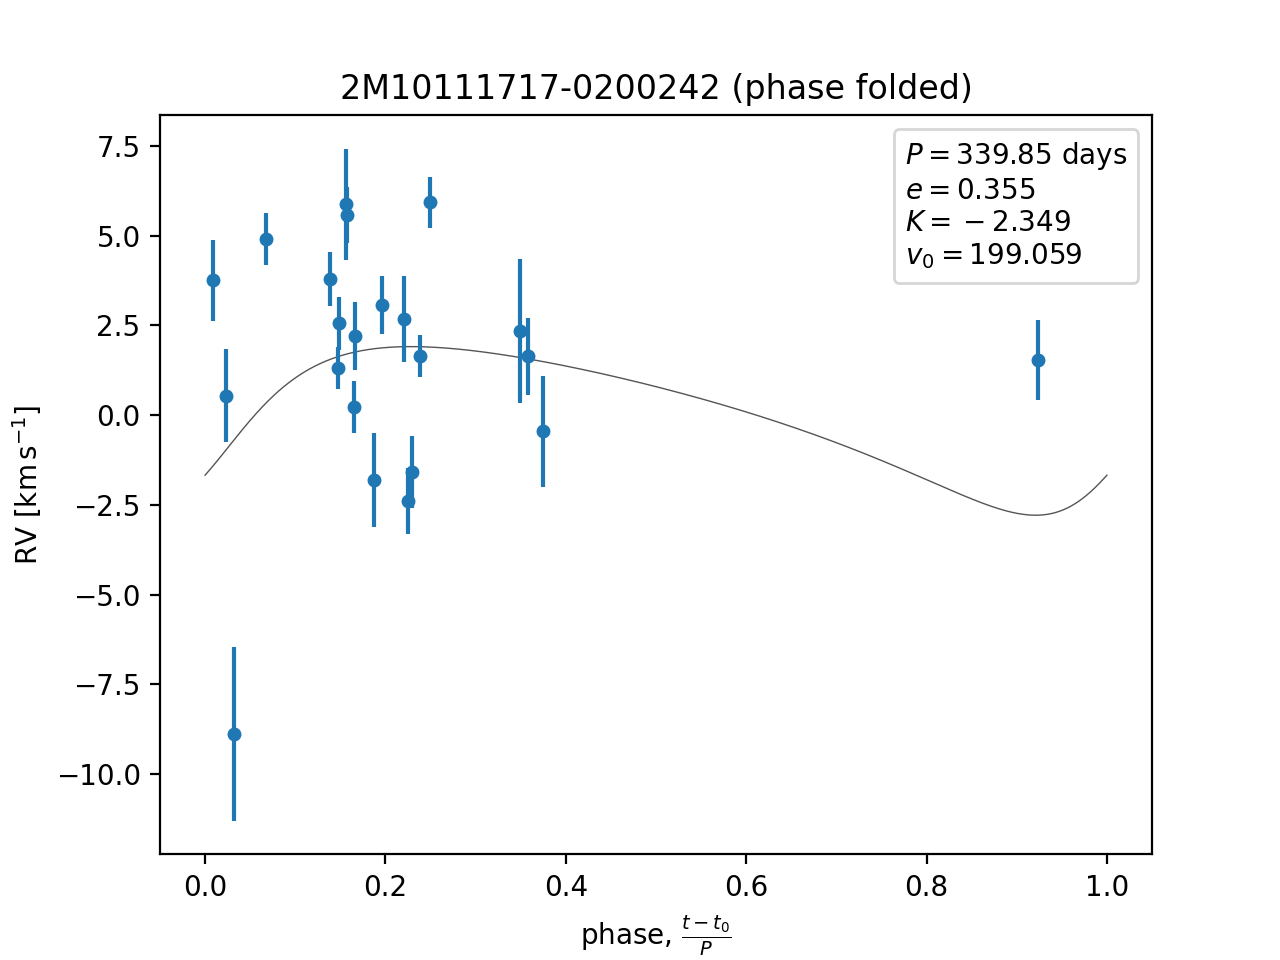 2M10111717-0200242 (phase folded)
P = 339.85 days
e = 0.355
K = −2.349
v₀ = 199.059
7.5
5.0
2.5
0.0
−2.5
−5.0
−7.5
−10.0
RV [km s⁻¹]
0.0 0.2 0.4 0.6 0.8 1.0
phase, (t − t₀)/P